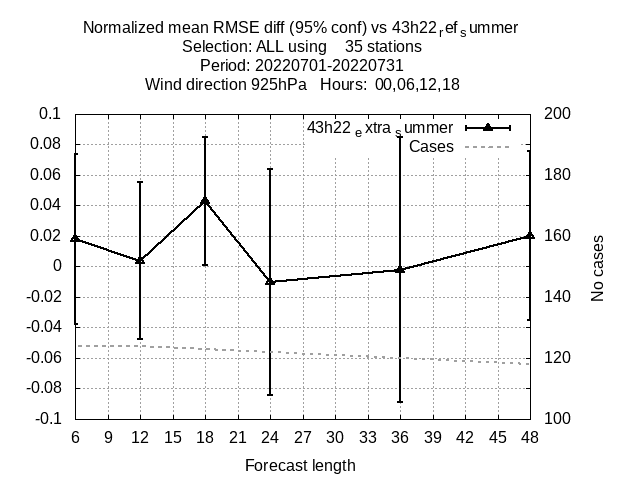 Normalized mean RMSE diff (95% conf) vs 43h22refsummer
Selection: ALL using 35 stations
Period: 20220701-20220731
Wind direction 925hPa Hours: 00,06,12,18
43h22extrasummer
Cases
0.1
0.08
0.06
0.04
0.02
0
-0.02
-0.04
-0.06
-0.08
-0.1
200
180
160
140
120
100
No cases
6 9 12 15 18 21 24 27 30 33 36 39 42 45 48
Forecast length